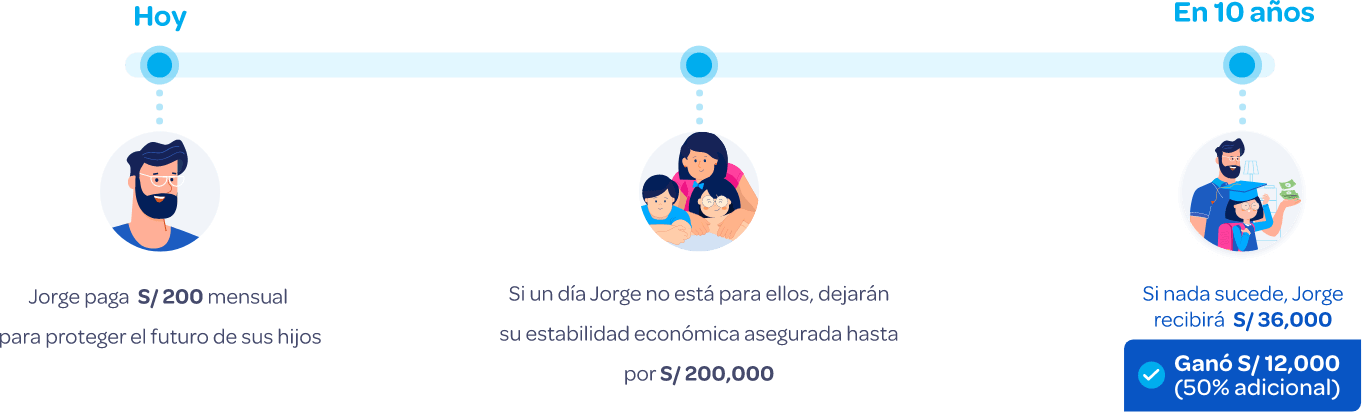 Hoy
En 10 años
Jorge paga S/ 200 mensual
para proteger el futuro de sus hijos
Si un día Jorge no está para ellos, dejarán
su estabilidad económica asegurada hasta
por S/ 200,000
Si nada sucede, Jorge
recibirá S/ 36,000
Ganó S/ 12,000
(50% adicional)